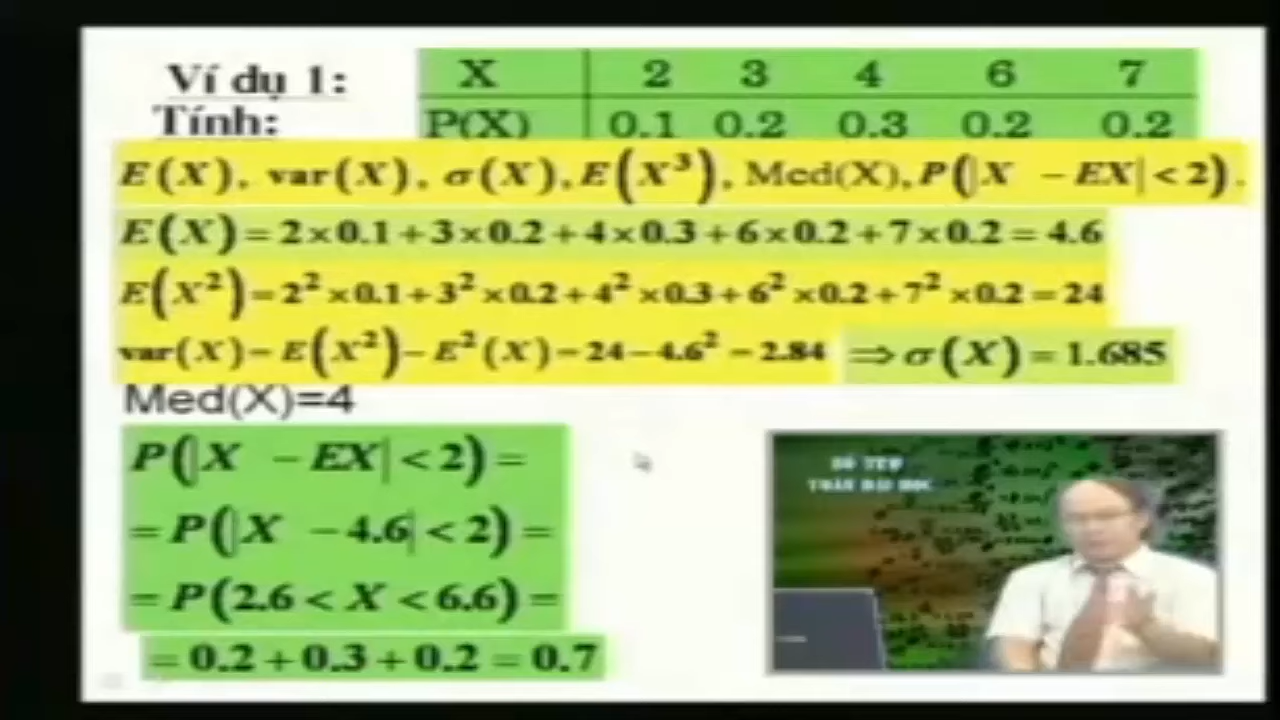 Ví dụ 1:
X 2 3 4 6 7
Tính:
P(X) 0.1 0.2 0.3 0.2 0.2
E(X), var(X), σ(X), E(X³), Med(X), P(|X − EX| < 2).
E(X) = 2×0.1+3×0.2+4×0.3+6×0.2+7×0.2 = 4.6
E(X²) = 2²×0.1+3²×0.2+4²×0.3+6²×0.2+7²×0.2 = 24
var(X) = E(X²) − E²(X) = 24 − 4.6² = 2.84 ⇒ σ(X) = 1.685
Med(X)=4
P(|X − EX| < 2) =
= P(|X − 4.6| < 2) =
= P(2.6 < X < 6.6) =
= 0.2 + 0.3 + 0.2 = 0.7